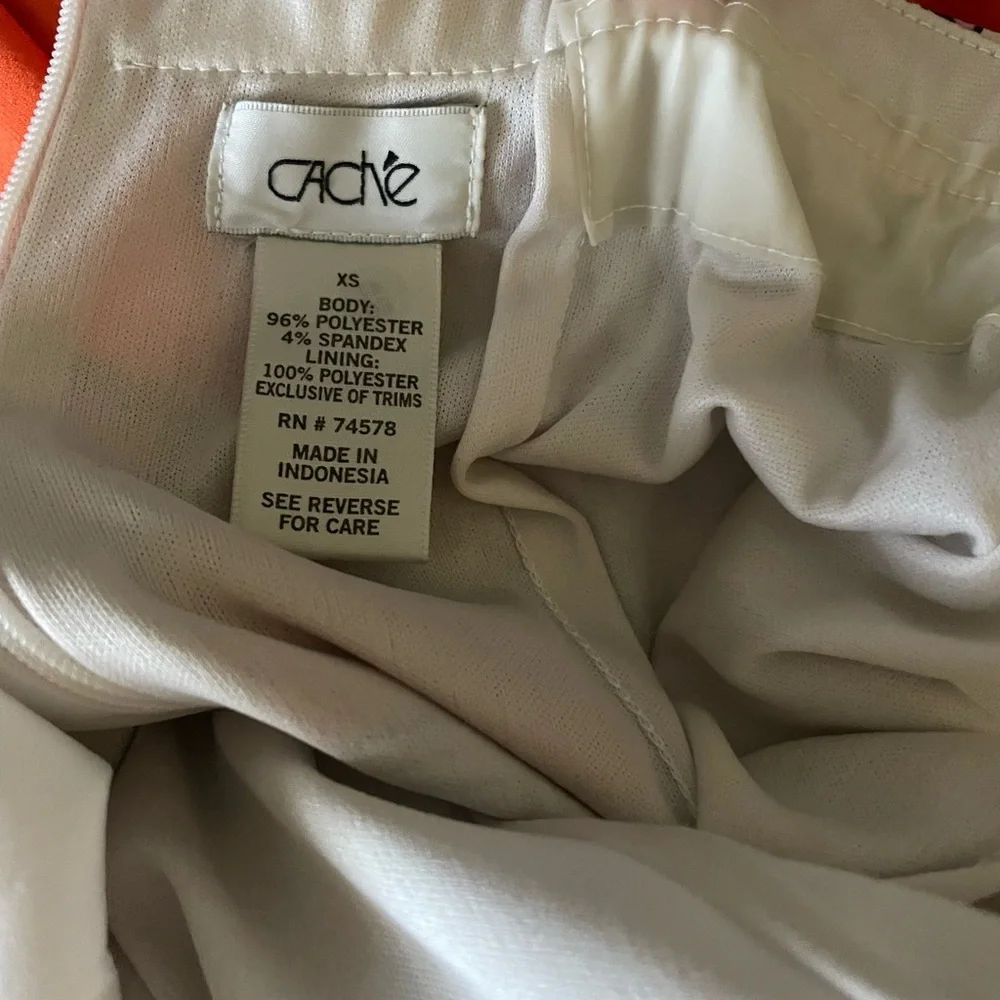 CACHÉ
XS
BODY:
96% POLYESTER
4% SPANDEX
LINING:
100% POLYESTER
EXCLUSIVE OF TRIMS
RN # 74578
MADE IN
INDONESIA
SEE REVERSE
FOR CARE